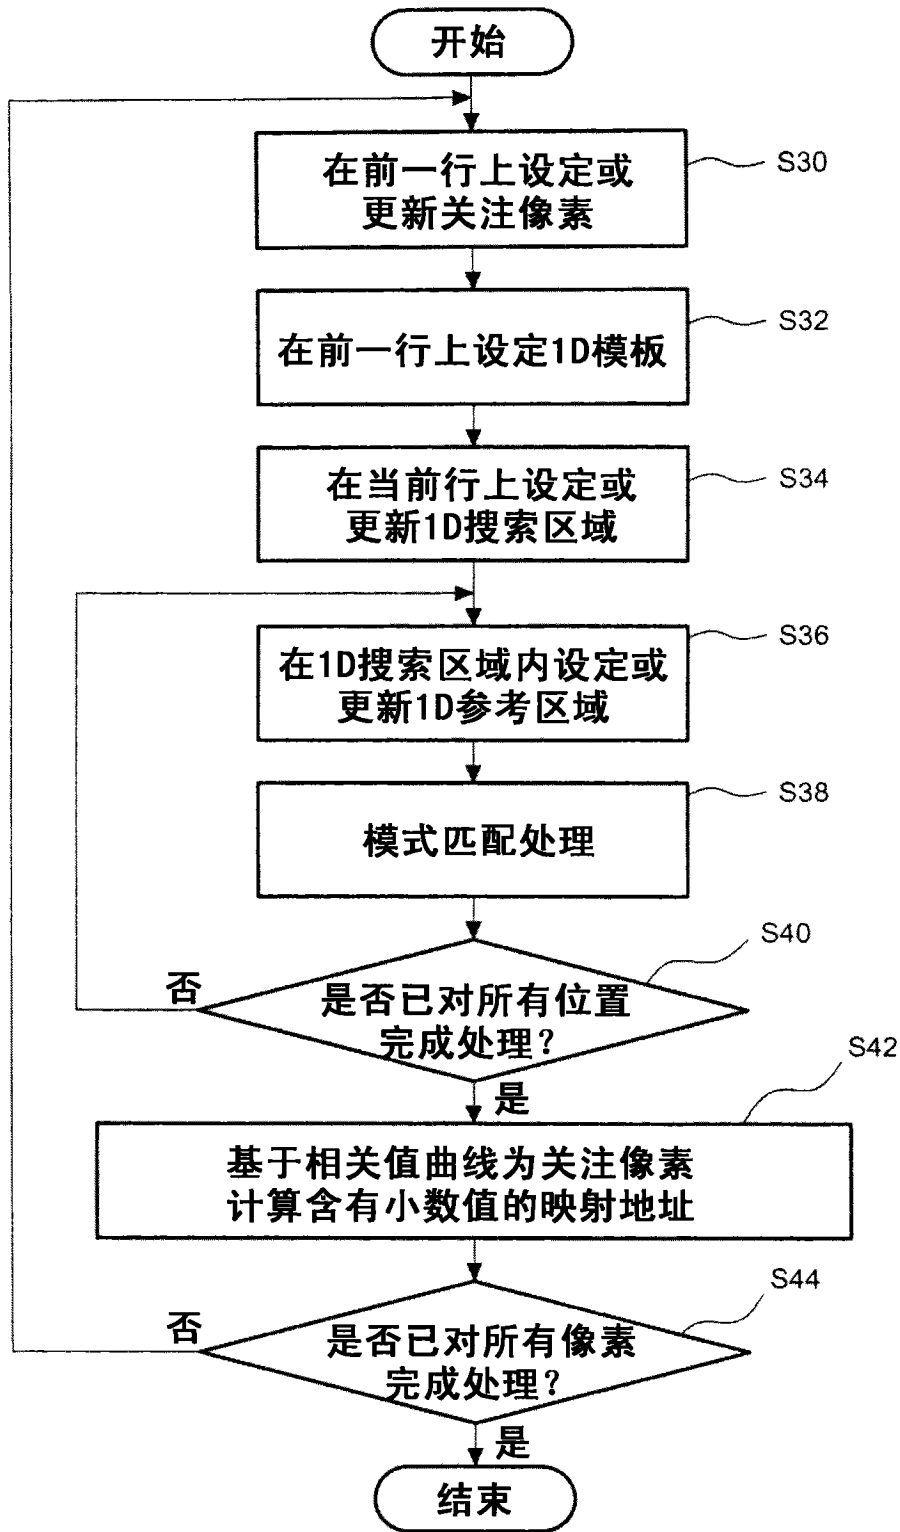 开始
在前一行上设定或
更新关注像素
S30
在前一行上设定1D模板
S32
在当前行上设定或
更新1D搜索区域
S34
在1D搜索区域内设定或
更新1D参考区域
S36
模式匹配处理
S38
是否已对所有位置
完成处理?
S40
否
是
基于相关值曲线为关注像素
计算含有小数值的映射地址
S42
是否已对所有像素
完成处理?
S44
否
是
结束